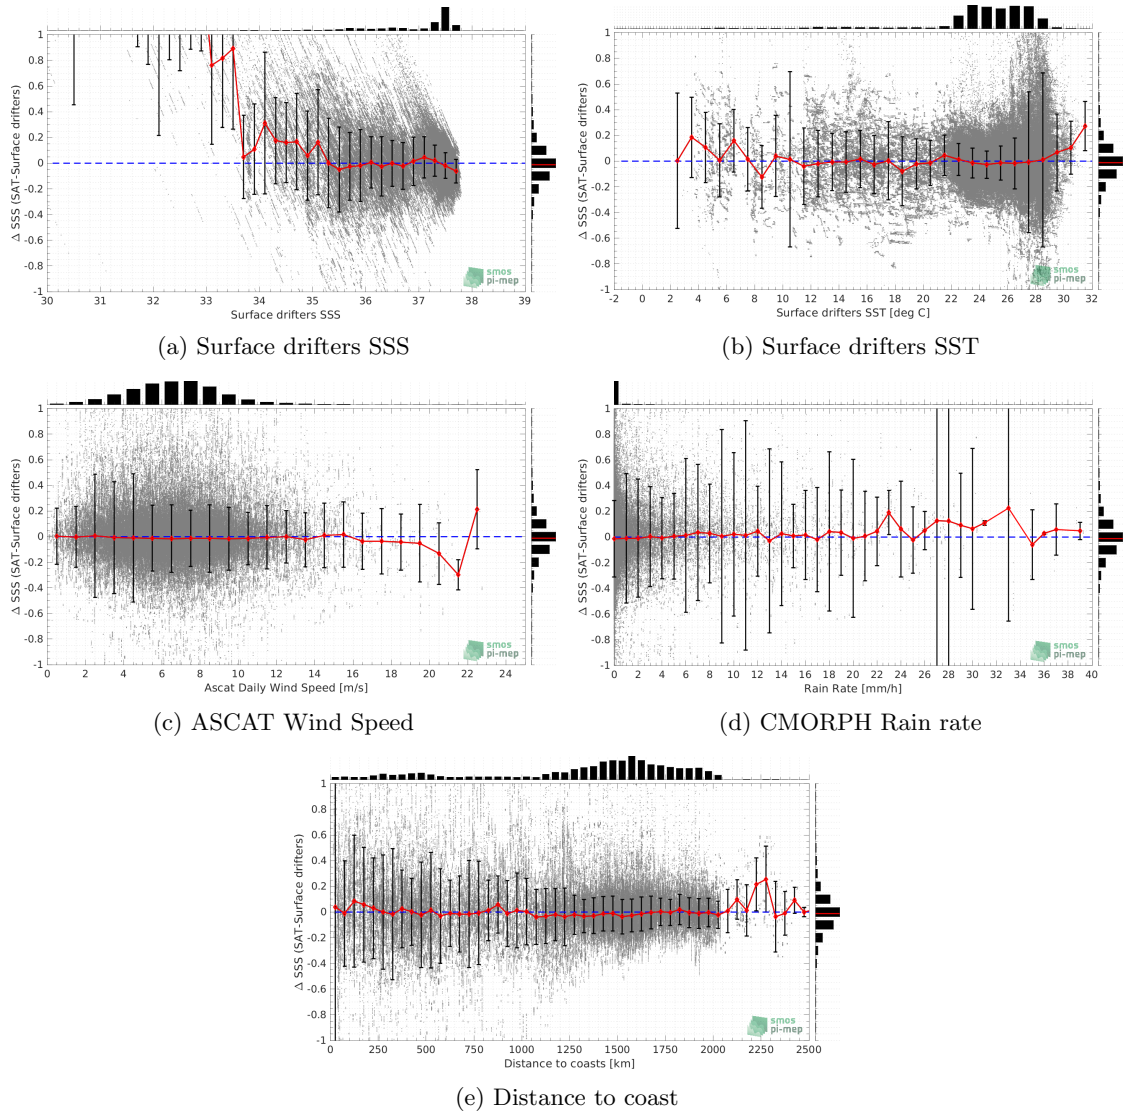 1
0.8
0.6
0.4
0.2
0
-0.2
-0.4
-0.6
-0.8
-1
Δ SSS (SAT-Surface drifters)
30 31 32 33 34 35 36 37 38 39
Surface drifters SSS
smos
pi-mep
(a) Surface drifters SSS
1
0.8
0.6
0.4
0.2
0
-0.2
-0.4
-0.6
-0.8
-1
Δ SSS (SAT-Surface drifters)
-2 0 2 4 6 8 10 12 14 16 18 20 22 24 26 28 30 32
Surface drifters SST [deg C]
smos
pi-mep
(b) Surface drifters SST
1
0.8
0.6
0.4
0.2
0
-0.2
-0.4
-0.6
-0.8
-1
Δ SSS (SAT-Surface drifters)
0 2 4 6 8 10 12 14 16 18 20 22 24
Ascat Daily Wind Speed [m/s]
smos
pi-mep
(c) ASCAT Wind Speed
1
0.8
0.6
0.4
0.2
0
-0.2
-0.4
-0.6
-0.8
-1
Δ SSS (SAT-Surface drifters)
0 2 4 6 8 10 12 14 16 18 20 22 24 26 28 30 32 34 36 38 40
Rain Rate [mm/h]
smos
pi-mep
(d) CMORPH Rain rate
1
0.8
0.6
0.4
0.2
0
-0.2
-0.4
-0.6
-0.8
-1
Δ SSS (SAT-Surface drifters)
0 250 500 750 1000 1250 1500 1750 2000 2250 2500
Distance to coasts [km]
smos
pi-mep
(e) Distance to coast